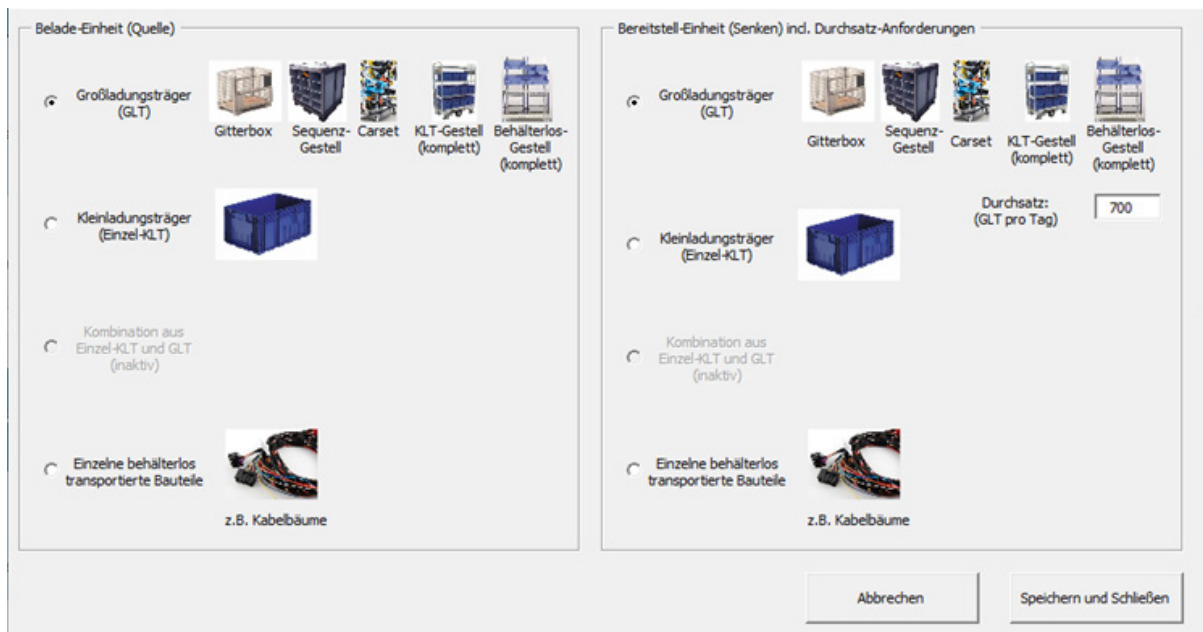 Belade-Einheit (Quelle)
Großladungsträger
(GLT)
Gitterbox
Sequenz-
Gestell
Carset
KLT-Gestell
(komplett)
Behälterlos-
Gestell
(komplett)
Kleinladungsträger
(Einzel-KLT)
Kombination aus
Einzel-KLT und GLT
(inaktiv)
Einzelne behälterlos
transportierte Bauteile
z.B. Kabelbäume
Bereitstell-Einheit (Senken) incl. Durchsatz-Anforderungen
Großladungsträger
(GLT)
Gitterbox
Sequenz-
Gestell
Carset
KLT-Gestell
(komplett)
Behälterlos-
Gestell
(komplett)
Durchsatz:
(GLT pro Tag)
700
Kleinladungsträger
(Einzel-KLT)
Kombination aus
Einzel-KLT und GLT
(inaktiv)
Einzelne behälterlos
transportierte Bauteile
z.B. Kabelbäume
Abbrechen
Speichern und Schließen